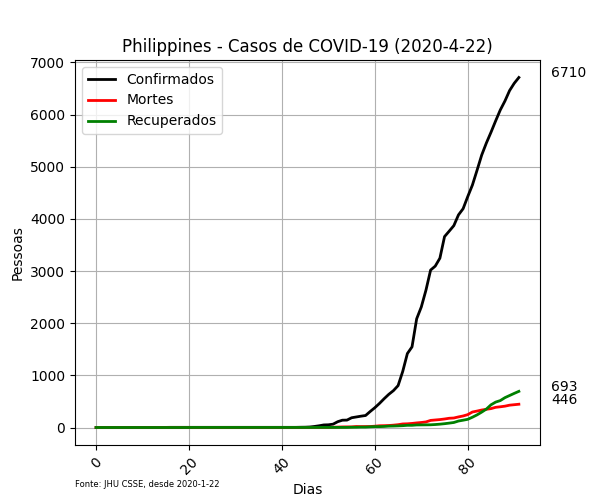 Philippines - Casos de COVID-19 (2020-4-22)
7000
6000
5000
4000
3000
2000
1000
0
Pessoas
Confirmados
Mortes
Recuperados
6710
693
446
0
20
40
60
80
Dias
Fonte: JHU CSSE, desde 2020-1-22